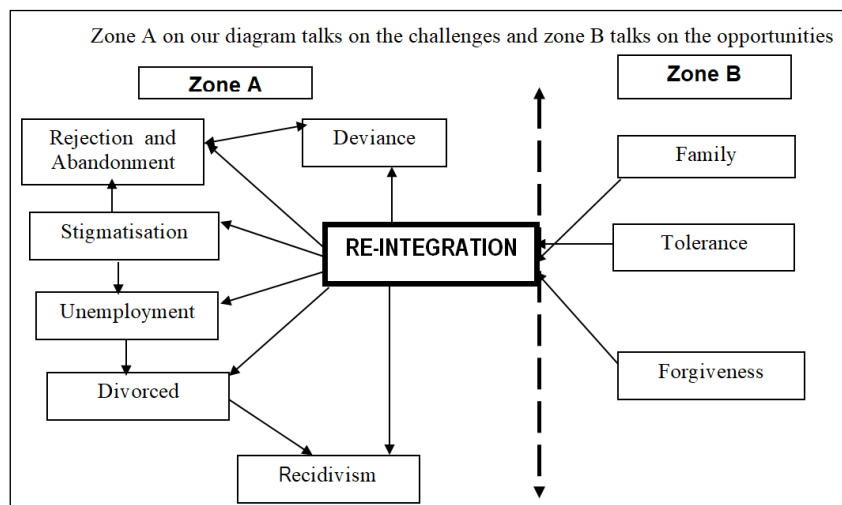 Zone A on our diagram talks on the challenges and zone B talks on the opportunities
Zone A
Zone B
Rejection and
Abandonment
Deviance
Family
Stigmatisation
RE-INTEGRATION
Tolerance
Unemployment
Divorced
Forgiveness
Recidivism